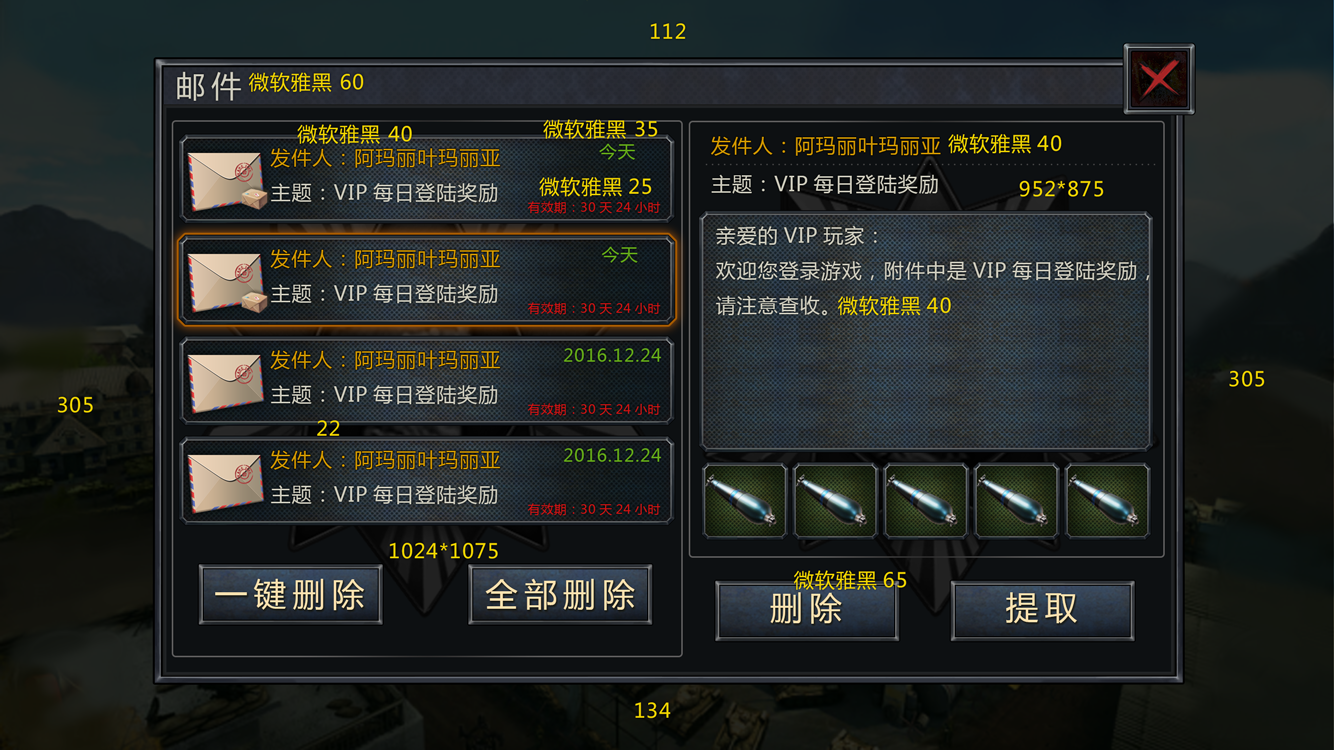 112
邮件 微软雅黑 60
微软雅黑 40
微软雅黑 35
发件人：阿玛丽叶玛丽亚
今天
主题：VIP 每日登陆奖励
微软雅黑 25
有效期：30 天 24 小时
发件人：阿玛丽叶玛丽亚
今天
主题：VIP 每日登陆奖励
有效期：30 天 24 小时
发件人：阿玛丽叶玛丽亚
2016.12.24
主题：VIP 每日登陆奖励
有效期：30 天 24 小时
305
22
发件人：阿玛丽叶玛丽亚
2016.12.24
主题：VIP 每日登陆奖励
有效期：30 天 24 小时
1024*1075
一键删除
全部删除
发件人：阿玛丽叶玛丽亚 微软雅黑 40
主题：VIP 每日登陆奖励
952*875
亲爱的 VIP 玩家：
欢迎您登录游戏，附件中是 VIP 每日登陆奖励，
请注意查收。微软雅黑 40
305
微软雅黑 65
删除
提取
134